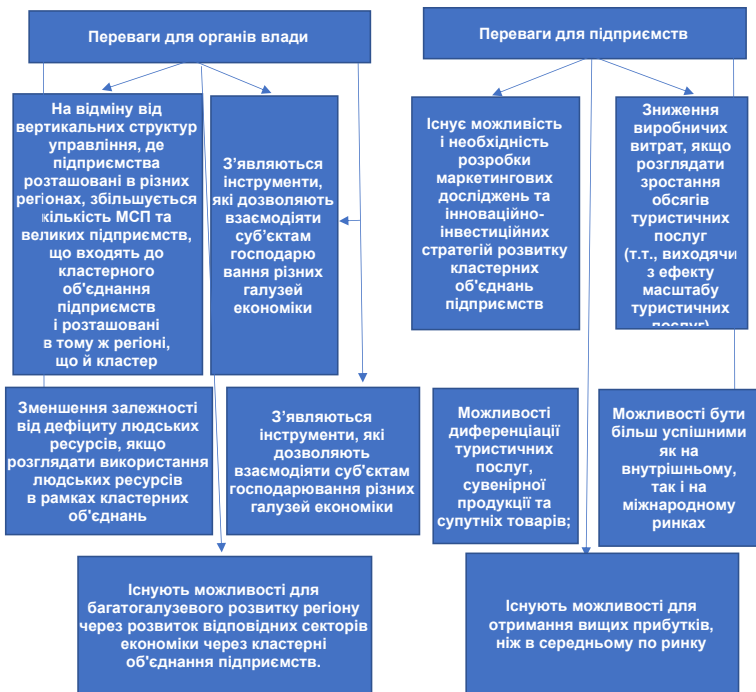 Переваги для органів влади
На відміну від
вертикальних структур
управління, де
підприємства
розташовані в різних
регіонах, збільшується
кількість МСП та
великих підприємств,
що входять до
кластерного
об'єднання
підприємств
і розташовані
в тому ж регіоні,
що й кластер
З’являються
інструменти,
які дозволяють
взаємодіяти
суб’єктам
господарю
вання різних
галузей
економіки
Зменшення залежності
від дефіциту людських
ресурсів, якщо
розглядати використання
людських ресурсів
в рамках кластерних
об'єднань
З’являються
інструменти, які
дозволяють
взаємодіяти суб'єктам
господарювання різних
галузей економіки
Існують можливості для
багатогалузевого розвитку регіону
через розвиток відповідних секторів
економіки через кластерні
об'єднання підприємств.
Переваги для підприємств
Існує можливість
і необхідність
розробки
маркетингових
досліджень та
інноваційно-
інвестиційних
стратегій розвитку
кластерних
об'єднань
підприємств
Зниження
виробничих
витрат, якщо
розглядати
зростання
обсягів
туристичних
послуг
(т.т., виходячи
з ефекту
масштабу
туристичних
послуг)
Можливості
диференціації
туристичних
послуг,
сувенірної
продукції та
супутніх товарів;
Можливості бути
більш успішними
як на
внутрішньому,
так і на
міжнародному
ринках
Існують можливості для
отримання вищих прибутків,
ніж в середньому по ринку